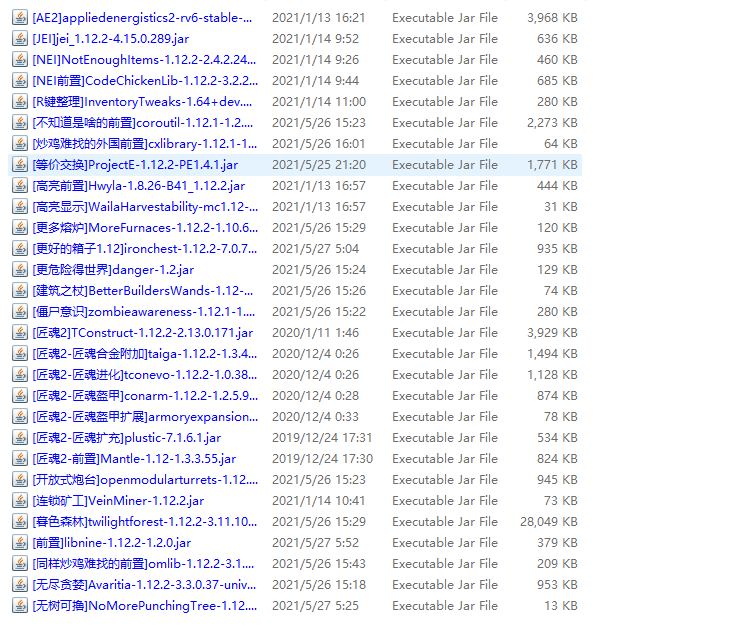 [AE2]appliedenergistics2-rv6-stable-... 2021/1/13 16:21 Executable Jar File 3,968 KB
[JEI]jei_1.12.2-4.15.0.289.jar 2021/1/14 9:52 Executable Jar File 636 KB
[NEI]NotEnoughItems-1.12.2-2.4.2.24... 2021/1/14 9:26 Executable Jar File 460 KB
[NEI前置]CodeChickenLib-1.12.2-3.2.2... 2021/1/14 9:44 Executable Jar File 685 KB
[R键整理]InventoryTweaks-1.64+dev.... 2021/1/14 11:00 Executable Jar File 280 KB
[不知道是啥的前置]coroutil-1.12.1-1.2.... 2021/5/26 15:23 Executable Jar File 2,273 KB
[炒鸡难找的外国前置]cxlibrary-1.12.1-1... 2021/5/26 16:01 Executable Jar File 64 KB
[等价交换]ProjectE-1.12.2-PE1.4.1.jar 2021/5/25 21:20 Executable Jar File 1,771 KB
[高亮前置]Hwyla-1.8.26-B41_1.12.2.jar 2021/1/13 16:57 Executable Jar File 444 KB
[高亮显示]WailaHarvestability-mc1.12-... 2021/1/13 16:57 Executable Jar File 31 KB
[更多熔炉]MoreFurnaces-1.12.2-1.10.6... 2021/5/26 15:29 Executable Jar File 120 KB
[更好的箱子1.12]ironchest-1.12.2-7.0.7... 2021/5/27 5:04 Executable Jar File 935 KB
[更危险得世界]danger-1.2.jar 2021/5/26 15:24 Executable Jar File 129 KB
[建筑之杖]BetterBuildersWands-1.12-... 2021/5/26 15:26 Executable Jar File 74 KB
[僵尸意识]zombieawareness-1.12.1-1.... 2021/5/26 15:22 Executable Jar File 280 KB
[匠魂2]TConstruct-1.12.2-2.13.0.171.jar 2020/1/11 1:46 Executable Jar File 3,929 KB
[匠魂2-匠魂合金附加]taiga-1.12.2-1.3.4... 2020/12/4 0:26 Executable Jar File 1,494 KB
[匠魂2-匠魂进化]tconevo-1.12.2-1.0.38... 2020/12/4 0:26 Executable Jar File 1,128 KB
[匠魂2-匠魂盔甲]conarm-1.12.2-1.2.5.9... 2020/12/4 0:28 Executable Jar File 874 KB
[匠魂2-匠魂盔甲扩展]armoryexpansion... 2020/12/4 0:33 Executable Jar File 78 KB
[匠魂2-匠魂扩充]plustic-7.1.6.1.jar 2019/12/24 17:31 Executable Jar File 534 KB
[匠魂2-前置]Mantle-1.12-1.3.3.55.jar 2019/12/24 17:30 Executable Jar File 824 KB
[开放式炮台]openmodularturrets-1.12.... 2021/5/26 15:23 Executable Jar File 945 KB
[连锁矿工]VeinMiner-1.12.2.jar 2021/1/14 10:41 Executable Jar File 73 KB
[暮色森林]twilightforest-1.12.2-3.11.10... 2021/5/26 15:29 Executable Jar File 28,049 KB
[前置]libnine-1.12.2-1.2.0.jar 2021/5/27 5:52 Executable Jar File 379 KB
[同样炒鸡难找的前置]omlib-1.12.2-3.1.... 2021/5/26 15:43 Executable Jar File 209 KB
[无尽贪婪]Avaritia-1.12.2-3.3.0.37-univ... 2021/5/26 15:18 Executable Jar File 953 KB
[无树可撸]NoMorePunchingTree-1.12.... 2021/5/27 5:25 Executable Jar File 13 KB